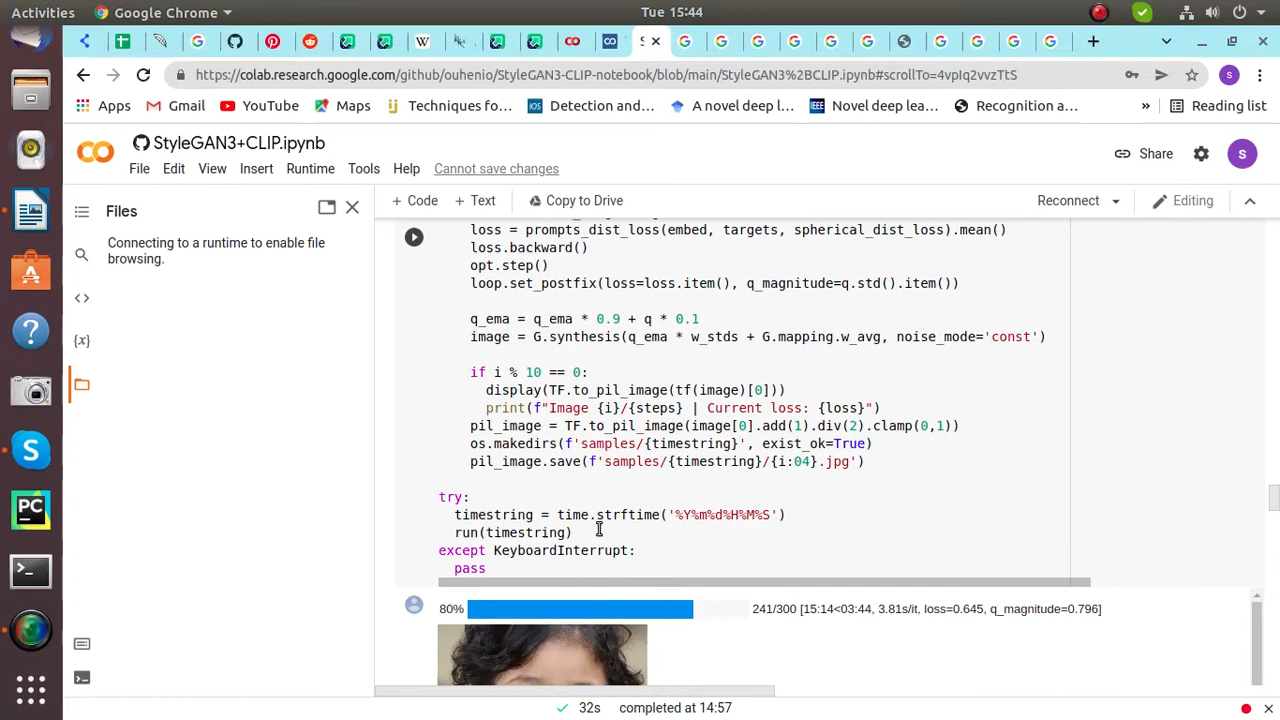 Activities
Google Chrome
Tue 15:44
W
S
https://colab.research.google.com/github/ouhenio/StyleGAN3-CLIP-notebook/blob/main/StyleGAN3%2BCLIP.ipynb#scrollTo=4vpIq2vvzTtS
S
Apps
Gmail
YouTube
Maps
Techniques fo...
Detection and...
A novel deep l...
Novel deep lea...
Recognition a...
»
Reading list
StyleGAN3+CLIP.ipynb
Share
S
File Edit View Insert Runtime Tools Help Cannot save changes
Files
+ Code + Text
Copy to Drive
Reconnect
Editing
Connecting to a runtime to enable file
browsing.
loss = prompts_dist_loss(embed, targets, spherical_dist_loss).mean()
loss.backward()
opt.step()
loop.set_postfix(loss=loss.item(), q_magnitude=q.std().item())
q_ema = q_ema * 0.9 + q * 0.1
image = G.synthesis(q_ema * w_stds + G.mapping.w_avg, noise_mode='const')
if i % 10 == 0:
display(TF.to_pil_image(tf(image)[0]))
print(f"Image {i}/{steps} | Current loss: {loss}")
pil_image = TF.to_pil_image(image[0].add(1).div(2).clamp(0,1))
os.makedirs(f'samples/{timestring}', exist_ok=True)
pil_image.save(f'samples/{timestring}/{i:04}.jpg')
try:
timestring = time.strftime('%Y%m%d%H%M%S')
run(timestring)
except KeyboardInterrupt:
pass
80%
241/300 [15:14<03:44, 3.81s/it, loss=0.645, q_magnitude=0.796]
{x}
PC
32s completed at 14:57